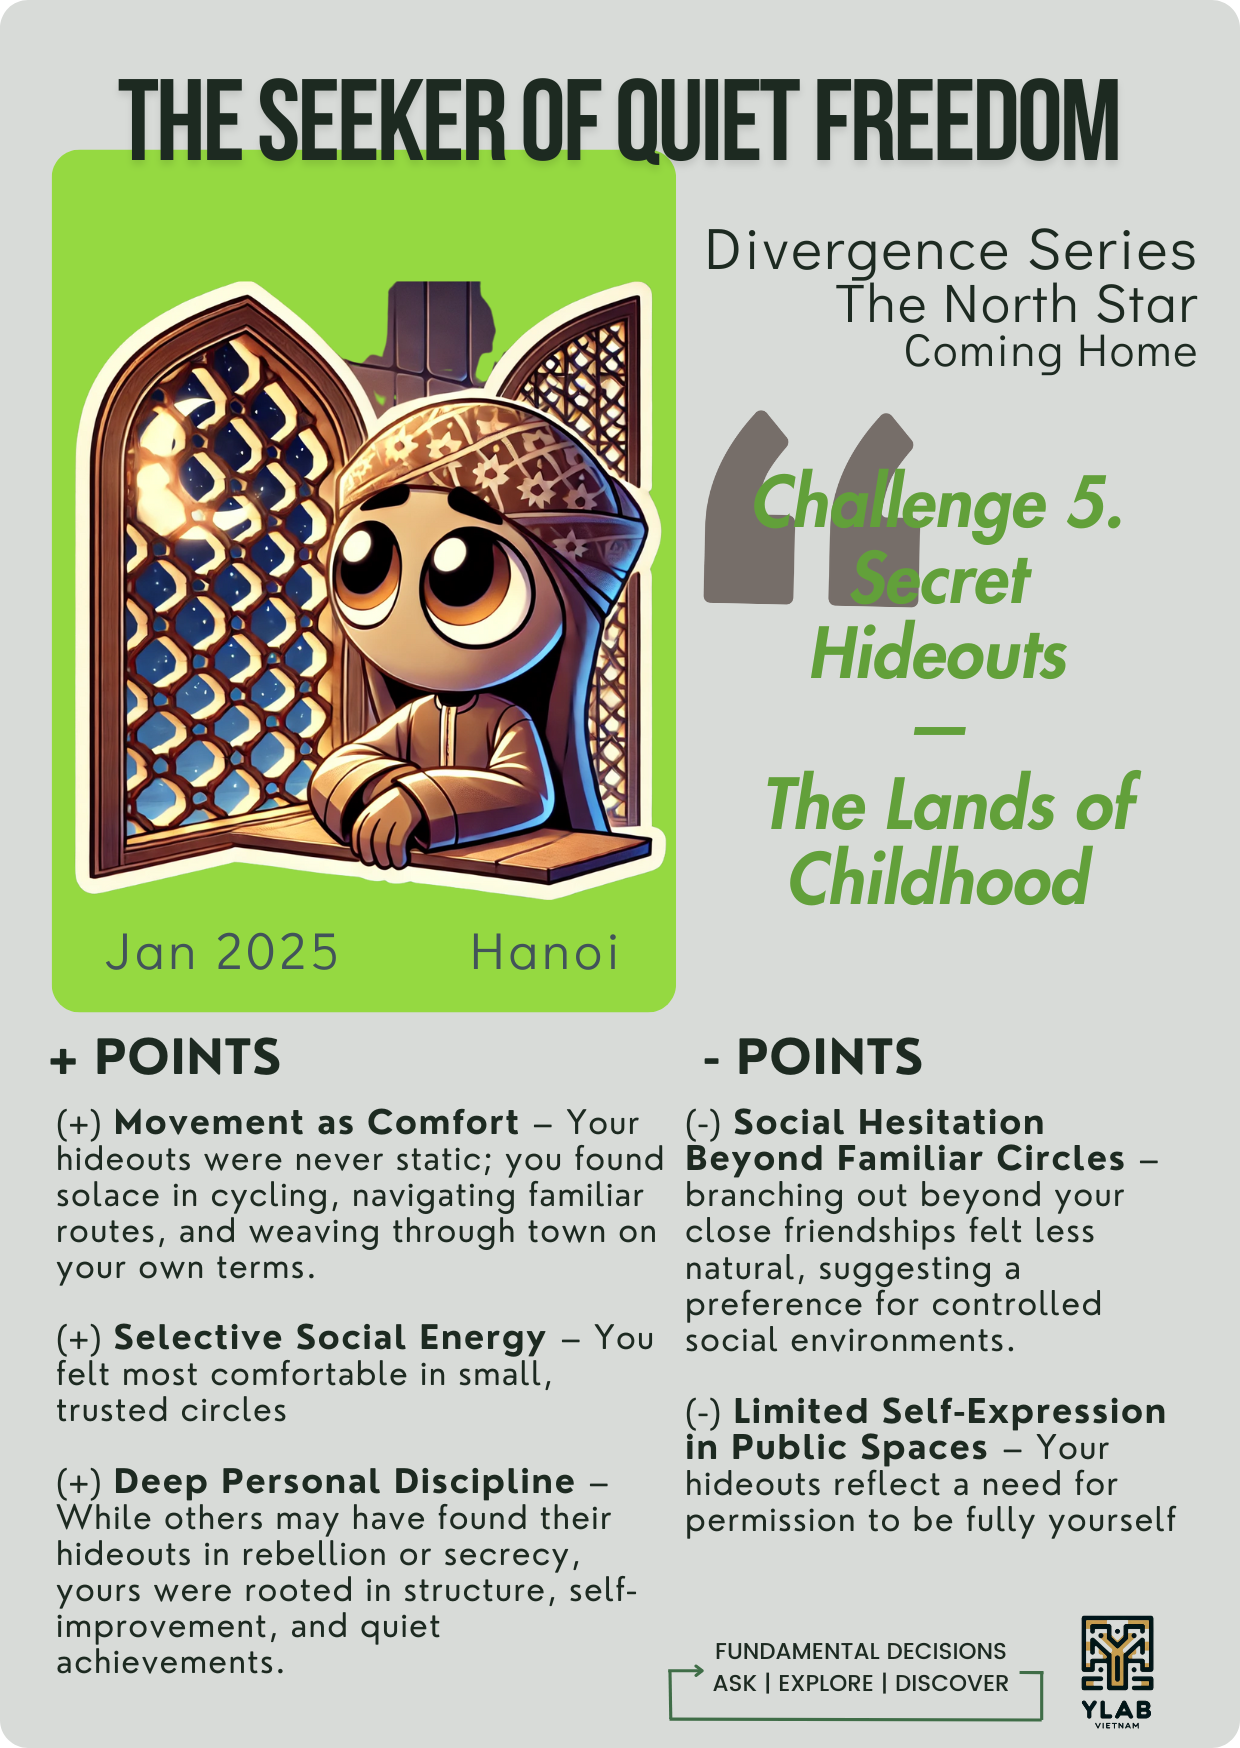 THE SEEKER OF QUIET FREEDOM
Divergence Series
The North Star
Coming Home
Challenge 5.
Secret
Hideouts
—
The Lands of
Childhood
Jan 2025 Hanoi
+ POINTS
(+) Movement as Comfort – Your
hideouts were never static; you found
solace in cycling, navigating familiar
routes, and weaving through town on
your own terms.
(+) Selective Social Energy – You
felt most comfortable in small,
trusted circles
(+) Deep Personal Discipline –
While others may have found their
hideouts in rebellion or secrecy,
yours were rooted in structure, self-
improvement, and quiet
achievements.
- POINTS
(-) Social Hesitation
Beyond Familiar Circles –
branching out beyond your
close friendships felt less
natural, suggesting a
preference for controlled
social environments.
(-) Limited Self-Expression
in Public Spaces – Your
hideouts reflect a need for
permission to be fully yourself
FUNDAMENTAL DECISIONS
ASK | EXPLORE | DISCOVER
YLAB
VIETNAM